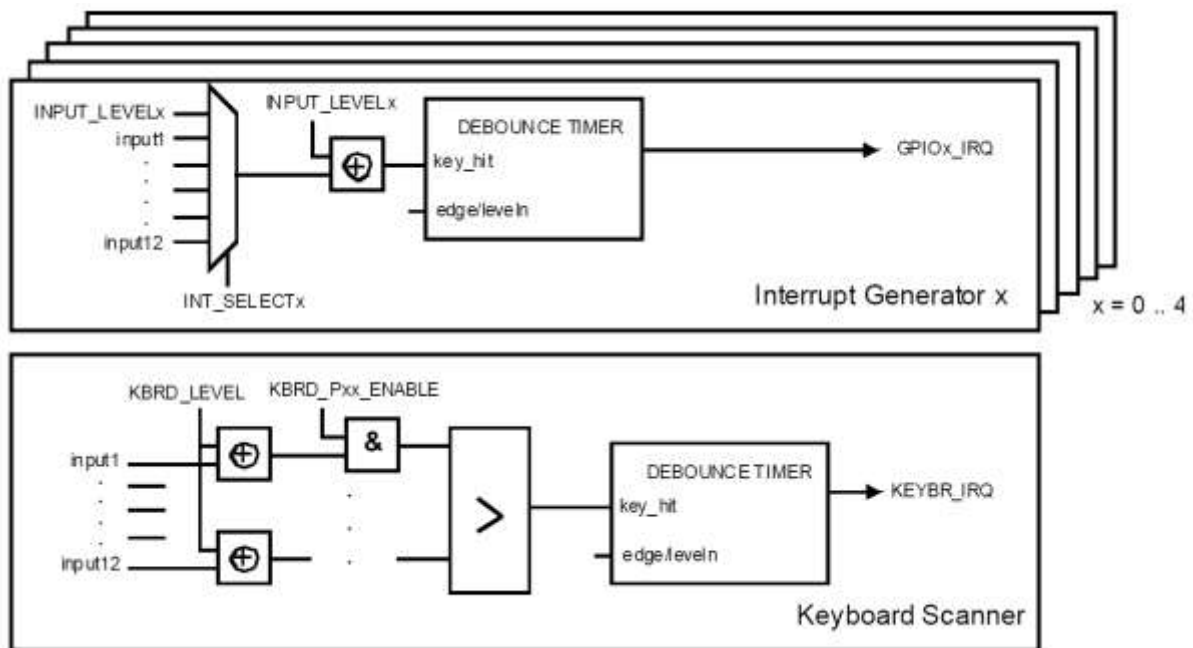 INPUT_LEVELx
input1
.
.
.
.
input12
INT_SELECTx
INPUT_LEVELx
DEBOUNCE TIMER
key_hit
edge/leveln
GPIOx_IRQ
Interrupt Generator x
x = 0 .. 4
KBRD_LEVEL
KBRD_Pxx_ENABLE
input1
.
.
.
.
input12
&
.
.
.
>
DEBOUNCE TIMER
key_hit
edge/leveln
KEYBR_IRQ
Keyboard Scanner